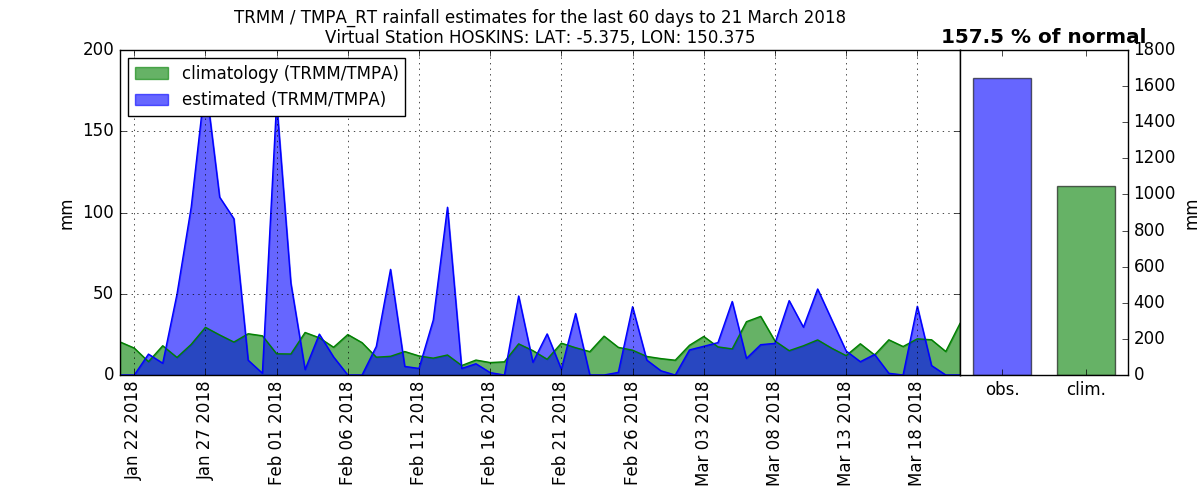 TRMM / TMPA_RT rainfall estimates for the last 60 days to 21 March 2018
Virtual Station HOSKINS: LAT: -5.375, LON: 150.375
157.5 % of normal
climatology (TRMM/TMPA)
estimated (TRMM/TMPA)
mm
200
150
100
50
0
Jan 22 2018
Jan 27 2018
Feb 01 2018
Feb 06 2018
Feb 11 2018
Feb 16 2018
Feb 21 2018
Feb 26 2018
Mar 03 2018
Mar 08 2018
Mar 13 2018
Mar 18 2018
obs.
clim.
1800
1600
1400
1200
1000
800
600
400
200
0
mm